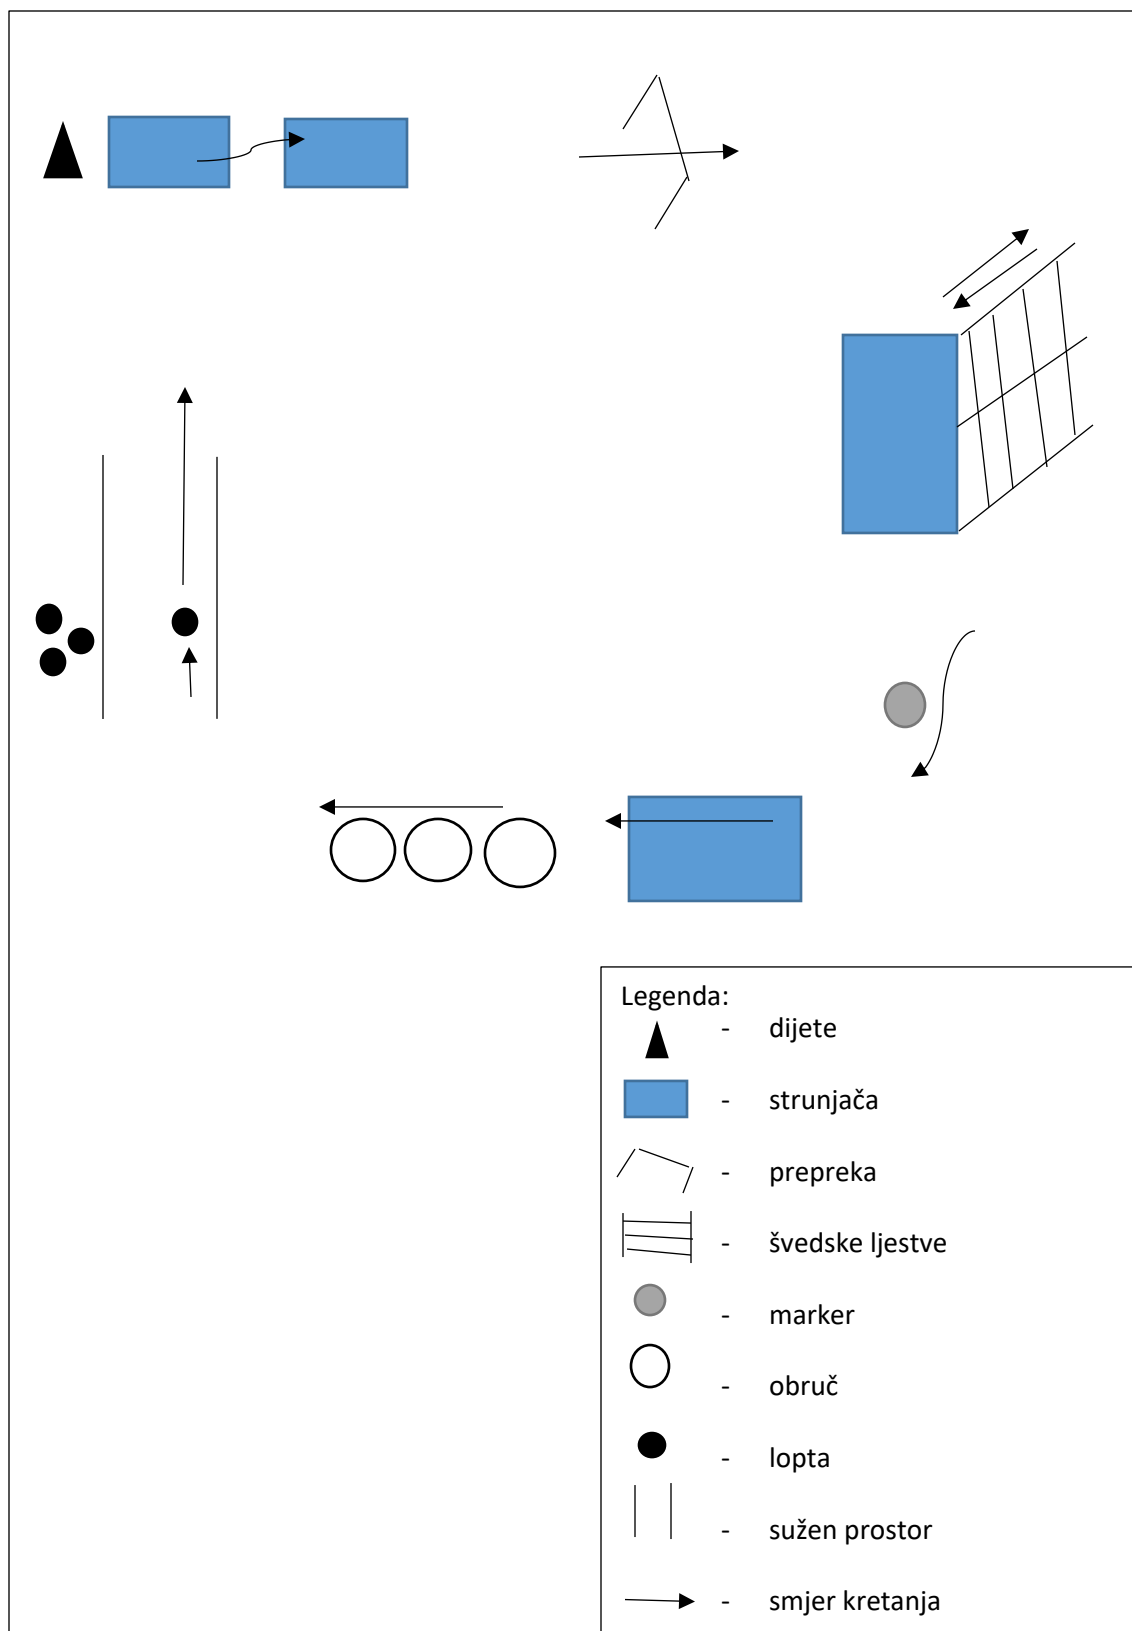 Legenda:
- dijete
- strunjača
- prepreka
- švedske ljestve
- marker
- obruč
- lopta
- sužen prostor
- smjer kretanja